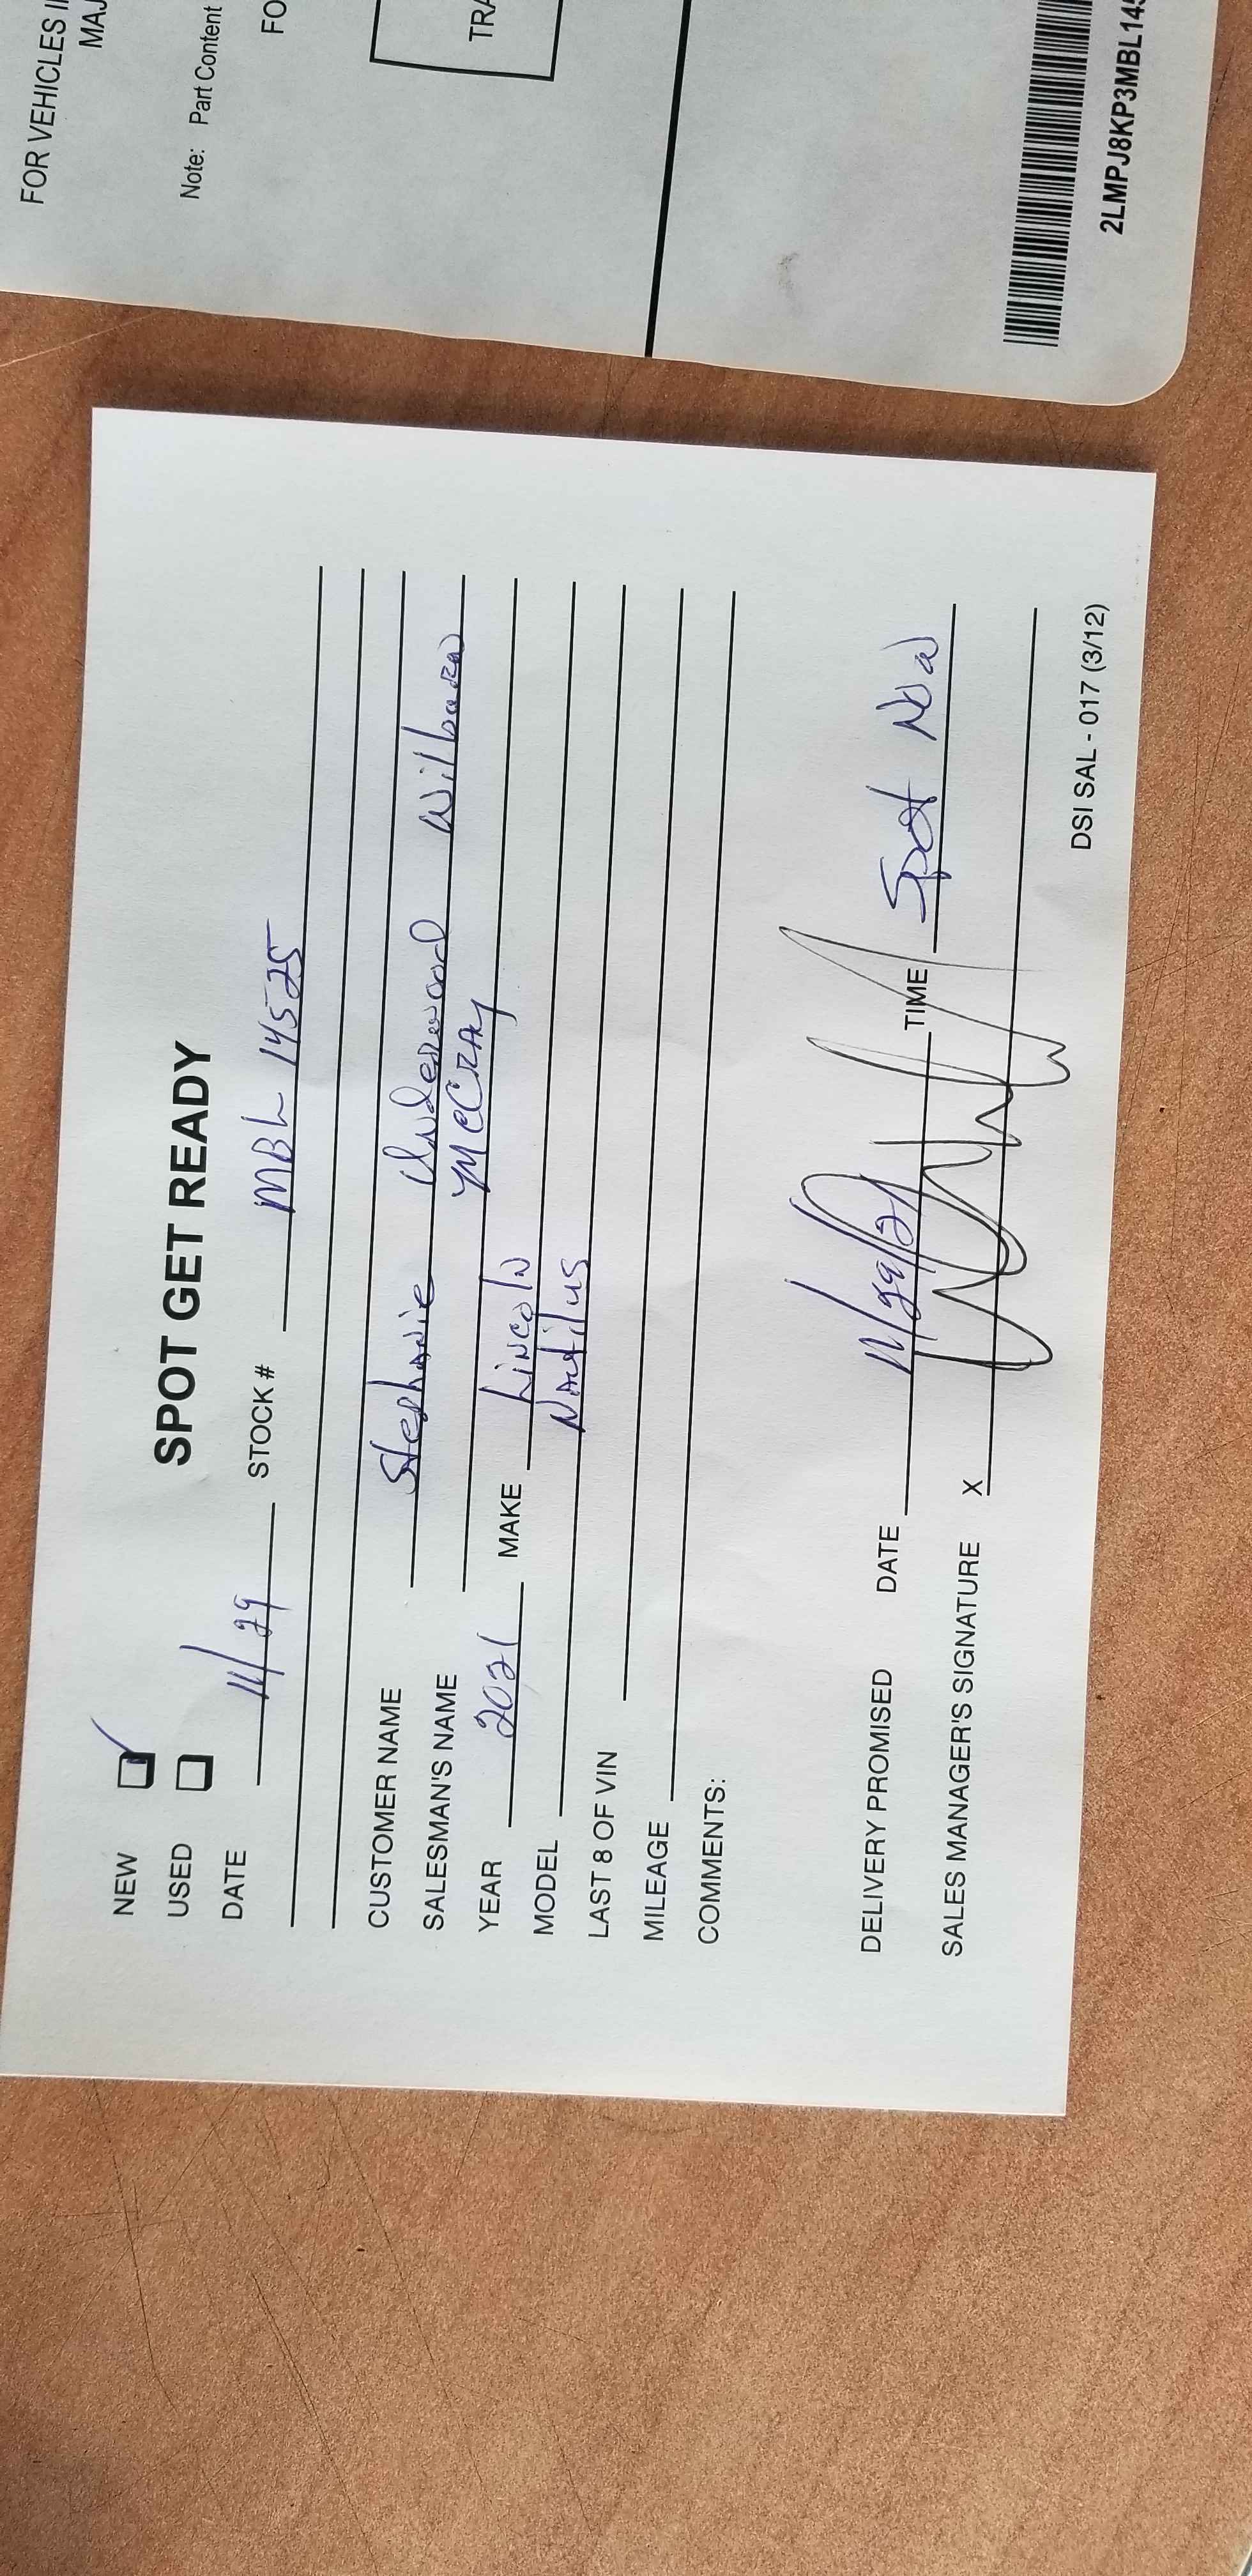 FOR VEHICLES I
MAJ
Note: Part Content
FO
TRA
2LMPJ8KP3MBL145
NEW
USED
SPOT GET READY
DATE 11/29 STOCK # MBL 14525
CUSTOMER NAME Stephanie Underwood
SALESMAN'S NAME McCray
YEAR 2021 MAKE Lincoln
MODEL Nautilus
LAST 8 OF VIN
MILEAGE
COMMENTS:
DELIVERY PROMISED DATE 11/29/21 TIME Spot Now
SALES MANAGER'S SIGNATURE X
DSI SAL - 017 (3/12)